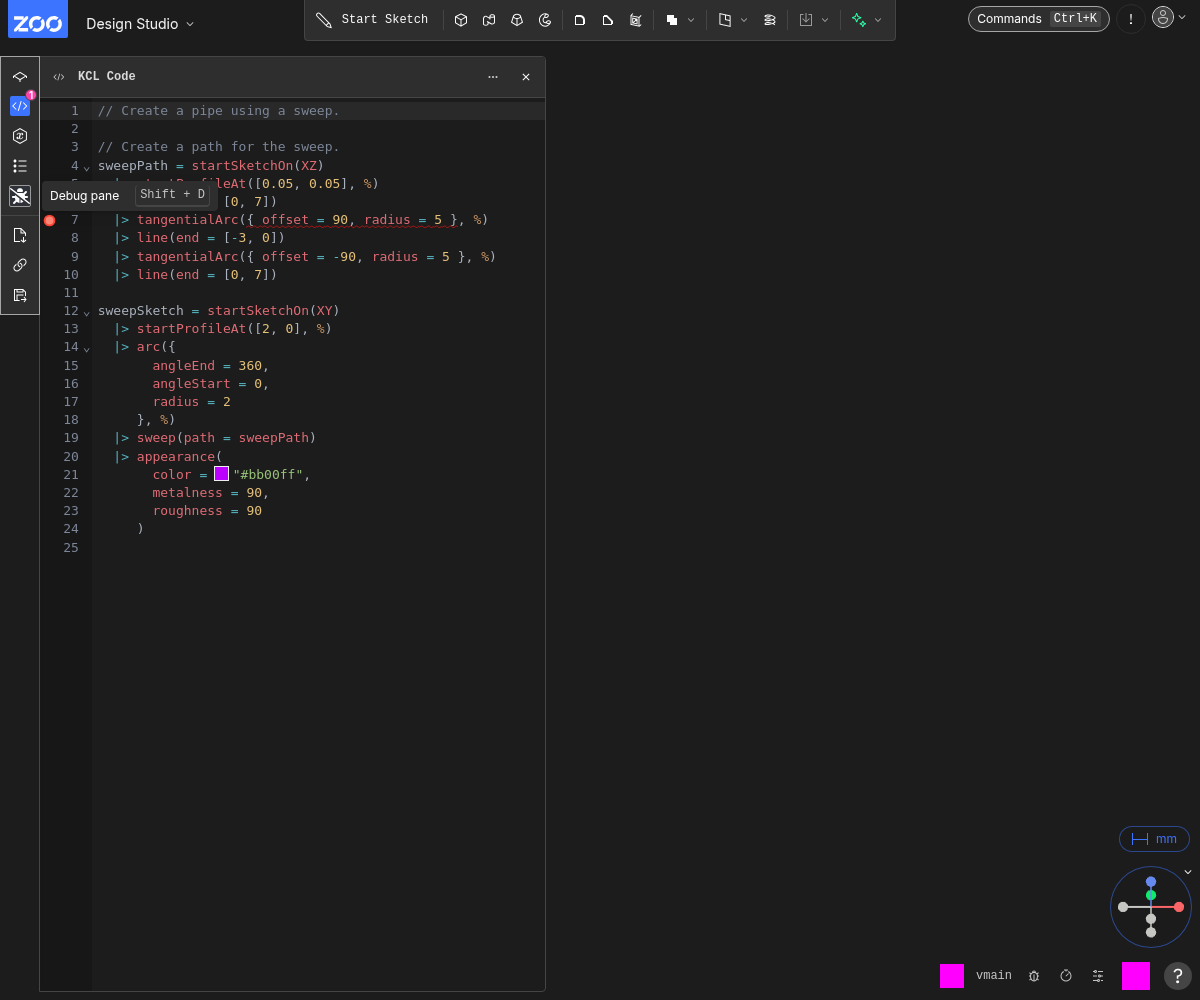 ZOO
Design Studio
Start Sketch
Commands Ctrl+K
!
KCL Code
1
1 // Create a pipe using a sweep.
2
3 // Create a path for the sweep.
4 sweepPath = startSketchOn(XZ)
ileAt([0.05, 0.05], %)
Debug pane Shift + D
[0, 7])
7 |> tangentialArc({ offset = 90, radius = 5 }, %)
8 |> line(end = [-3, 0])
9 |> tangentialArc({ offset = -90, radius = 5 }, %)
10 |> line(end = [0, 7])
11
12 sweepSketch = startSketchOn(XY)
13 |> startProfileAt([2, 0], %)
14 |> arc({
15 angleEnd = 360,
16 angleStart = 0,
17 radius = 2
18 }, %)
19 |> sweep(path = sweepPath)
20 |> appearance(
21 color = "#bb00ff",
22 metalness = 90,
23 roughness = 90
24 )
25
mm
vmain
?